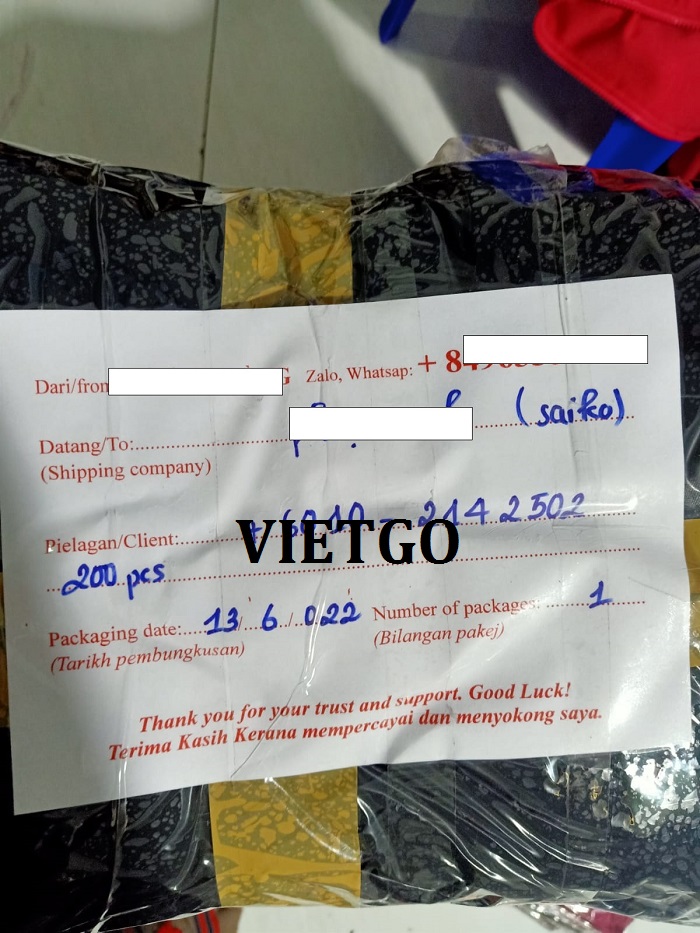 Dari/from Zalo, Whatsap: + 84
Datang/To:........................ (saiko)
(Shipping company)
Pielagan/Client:........+ 6010 - 2142502
VIETGO
200 pcs
Packaging date:.....13/...6./..022 Number of packages: .......1.......
(Tarikh pembungkusan) (Bilangan pakej)
Thank you for your trust and support. Good Luck!
Terima Kasih Kerana mempercayai dan menyokong saya.